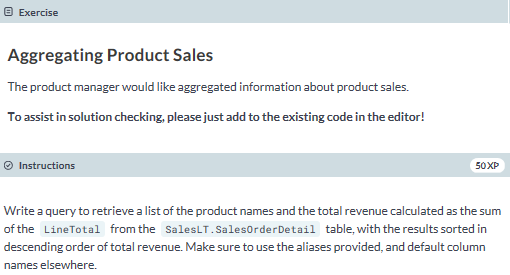 Exercise
Aggregating Product Sales
The product manager would like aggregated information about product sales.
To assist in solution checking, please just add to the existing code in the editor!
Instructions
50 XP
Write a query to retrieve a list of the product names and the total revenue calculated as the sum
of the LineTotal from the SalesLT.SalesOrderDetail table, with the results sorted in
descending order of total revenue. Make sure to use the aliases provided, and default column
names elsewhere.